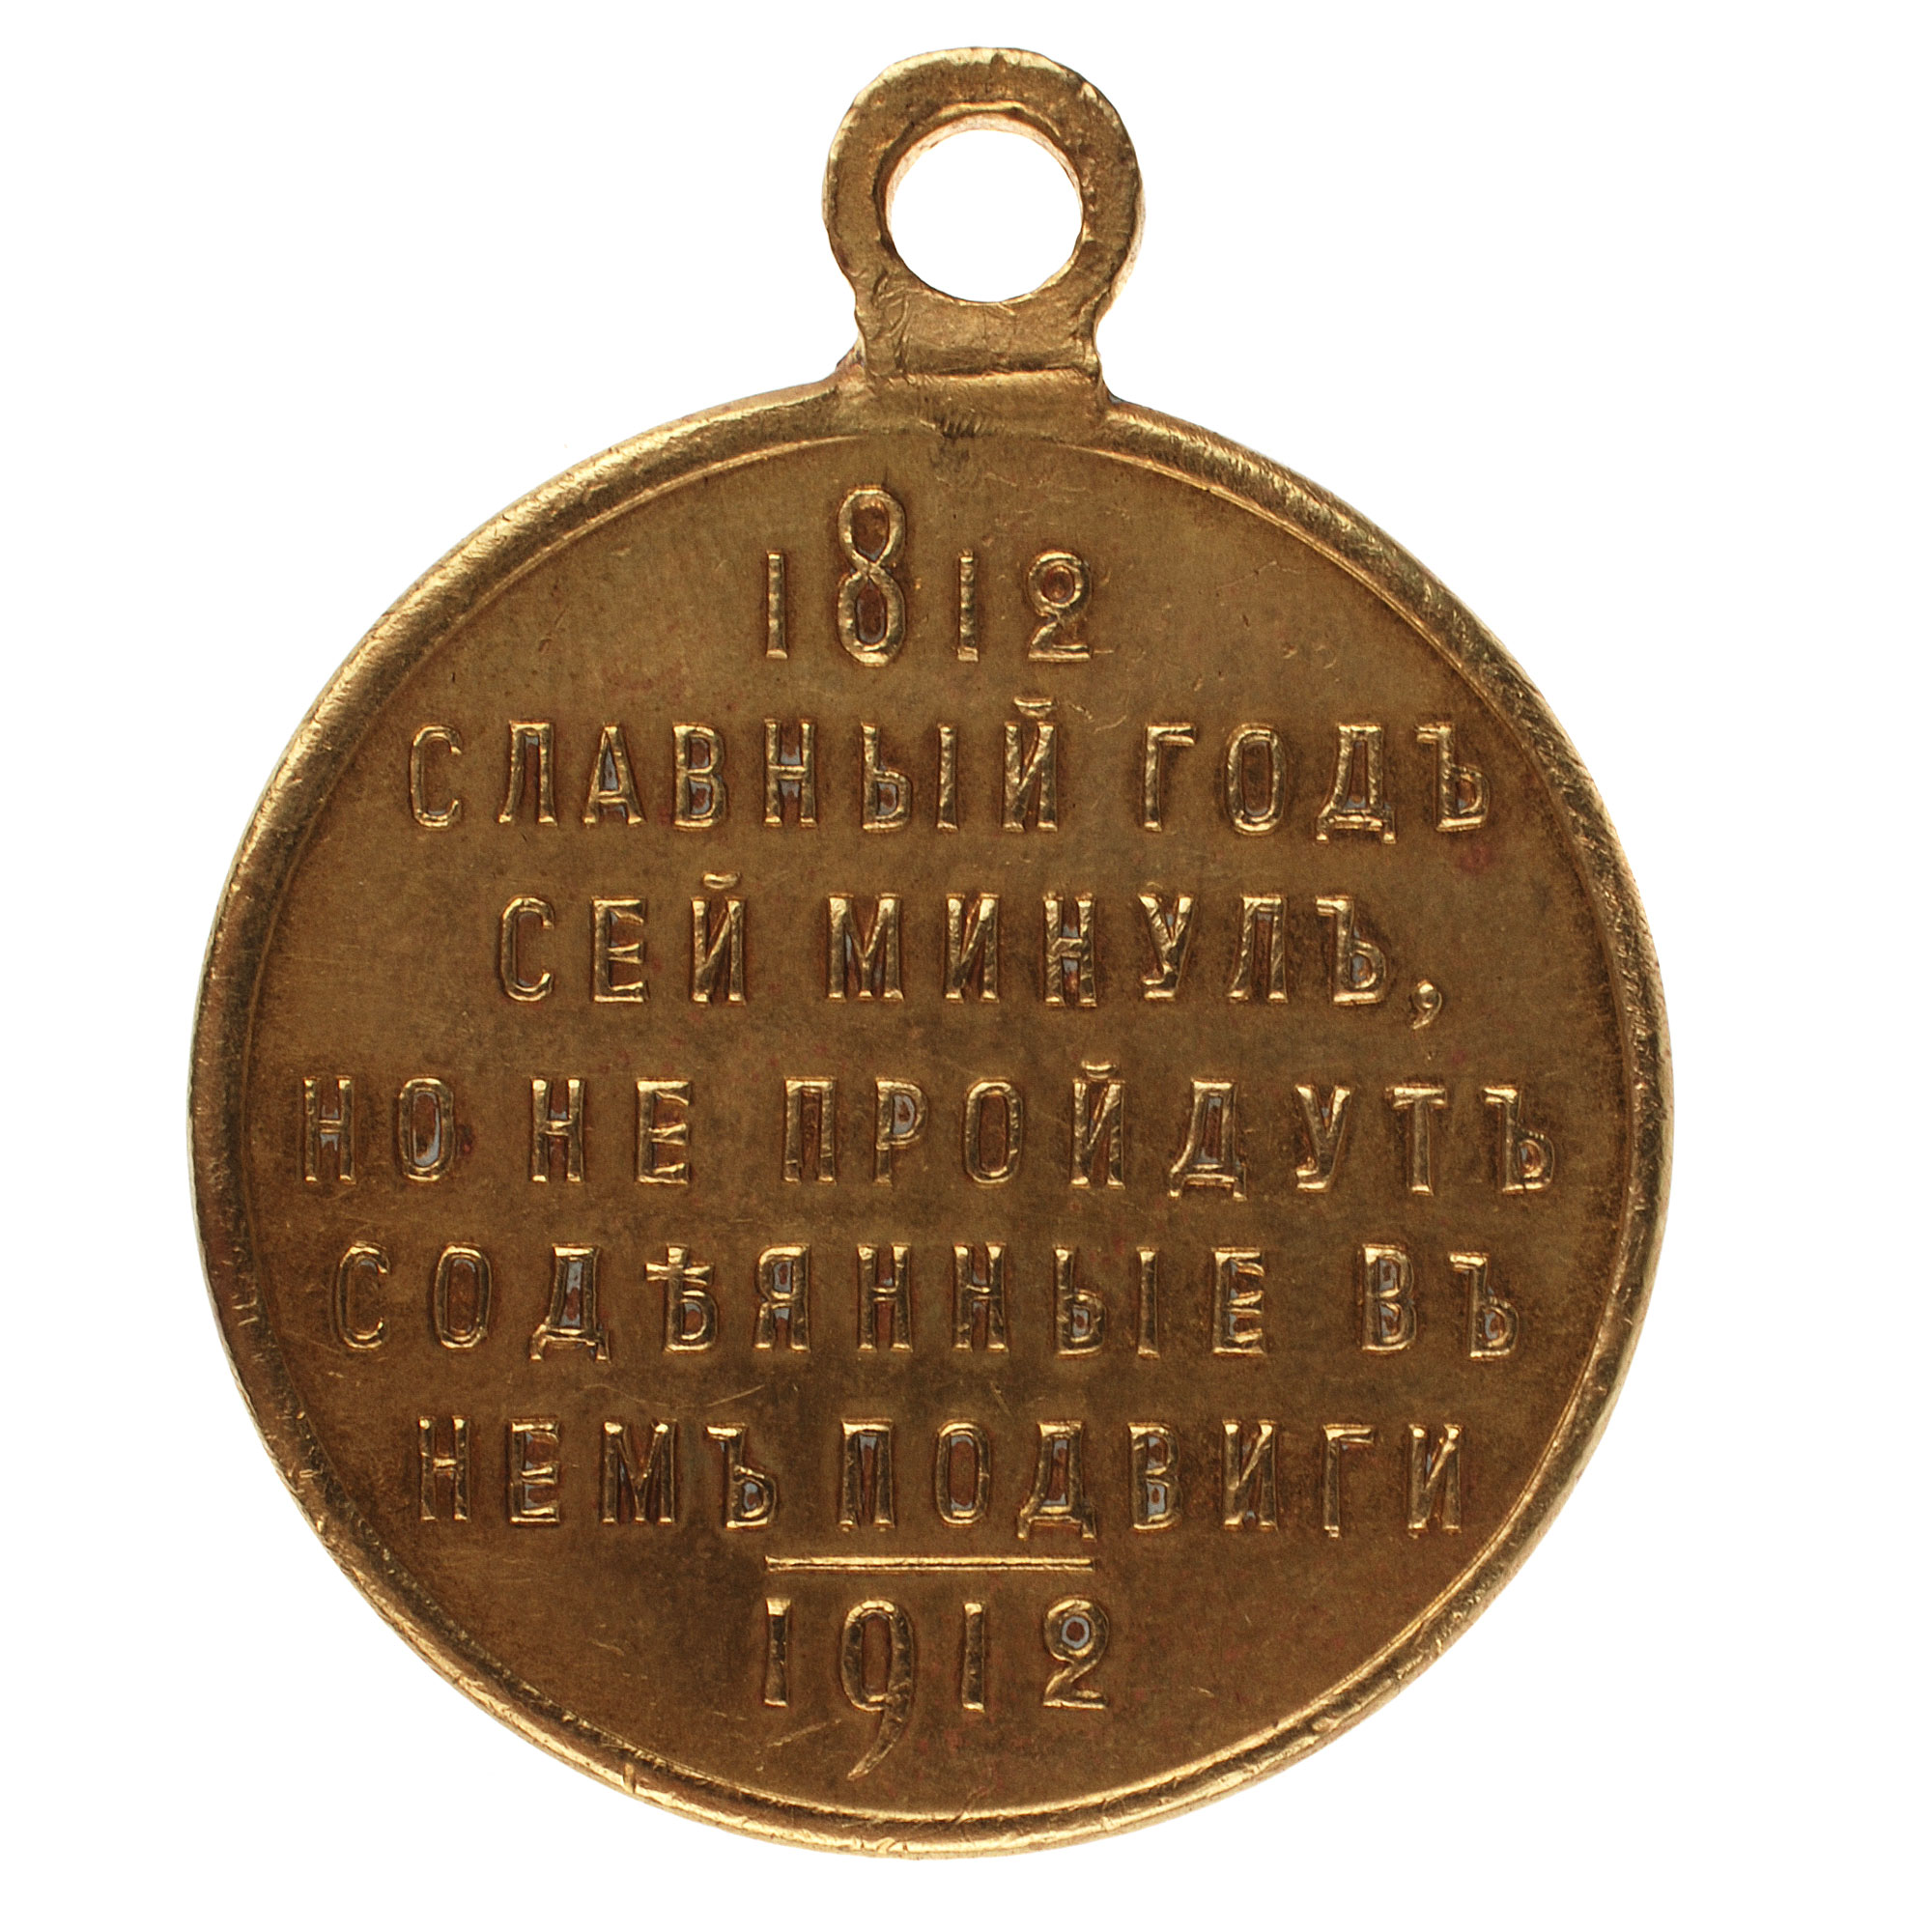 1812
СЛАВНЫЙ ГОДЪ
СЕЙ МИНУЛЪ,
НО НЕ ПРОЙДУТЪ
СОДѢЯННЫЕ ВЪ
НЕМЪ ПОДВИГИ
1912